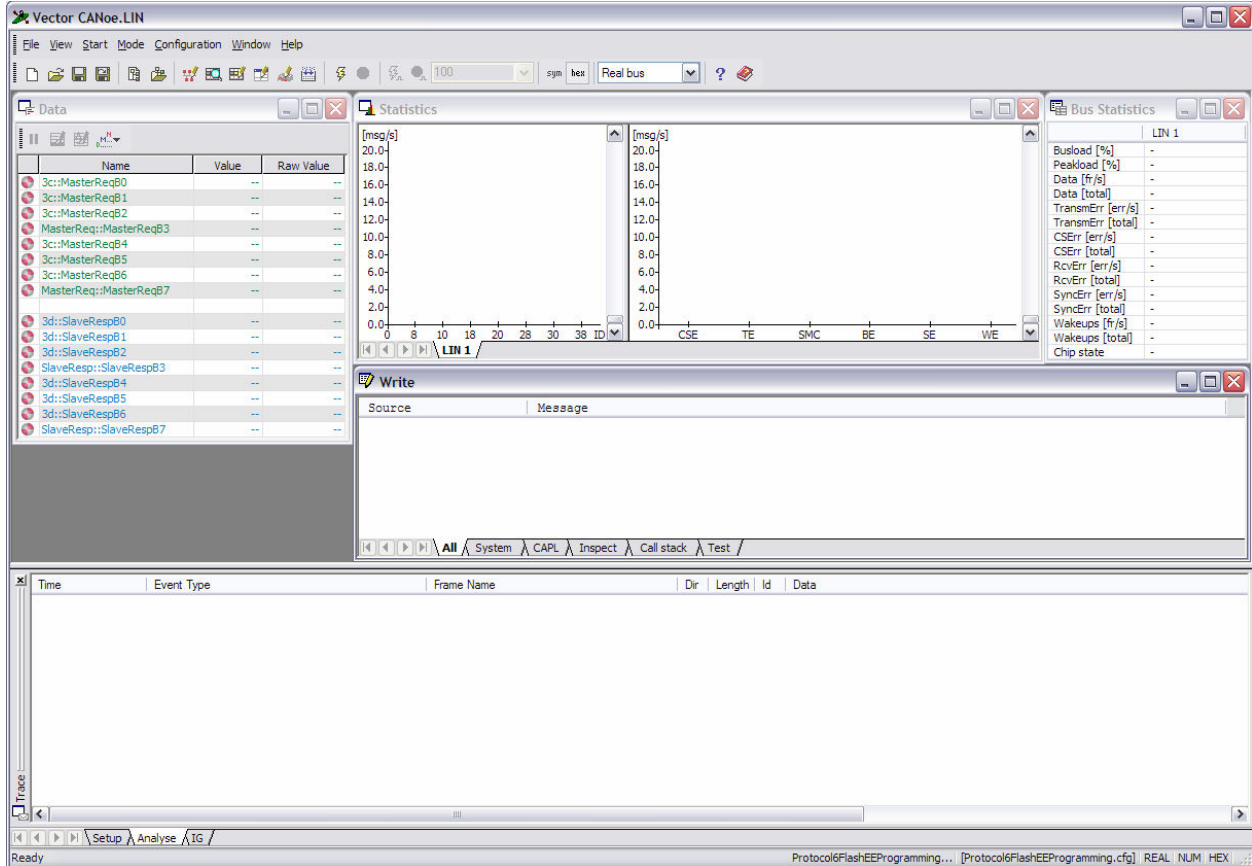 Vector CANoe.LIN
File View Start Mode Configuration Window Help
100 sym hex Real bus ?
Data
Name Value Raw Value
3c::MasterReqB0 -- --
3c::MasterReqB1 -- --
3c::MasterReqB2 -- --
MasterReq::MasterReqB3 -- --
3c::MasterReqB4 -- --
3c::MasterReqB5 -- --
3c::MasterReqB6 -- --
MasterReq::MasterReqB7 -- --
3d::SlaveRespB0 -- --
3d::SlaveRespB1 -- --
3d::SlaveRespB2 -- --
SlaveResp::SlaveRespB3 -- --
3d::SlaveRespB4 -- --
3d::SlaveRespB5 -- --
3d::SlaveRespB6 -- --
SlaveResp::SlaveRespB7 -- --
Statistics
[msg/s]
20.0
18.0
16.0
14.0
12.0
10.0
8.0
6.0
4.0
2.0
0.0
0 8 10 18 20 28 30 38 ID
LIN 1
[msg/s]
20.0
18.0
16.0
14.0
12.0
10.0
8.0
6.0
4.0
2.0
0.0
CSE TE SMC BE SE WE
Bus Statistics
LIN 1
Busload [%] -
Peakload [%] -
Data [fr/s] -
Data [total] -
TransmErr [err/s] -
TransmErr [total] -
CSErr [err/s] -
CSErr [total] -
RcvErr [err/s] -
RcvErr [total] -
SyncErr [err/s] -
SyncErr [total] -
Wakeups [fr/s] -
Wakeups [total] -
Chip state -
Write
Source Message
All System CAPL Inspect Call stack Test
Time Event Type Frame Name Dir Length Id Data
Trace
Setup Analyse IG
Ready Protocol6FlashEEProgramming... [Protocol6FlashEEProgramming.cfg] REAL NUM HEX